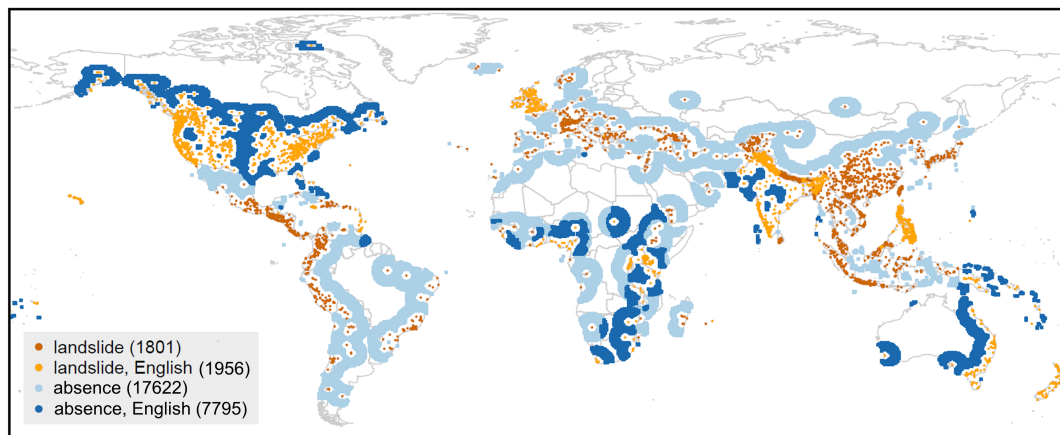 landslide (1801)
landslide, English (1956)
absence (17622)
absence, English (7795)